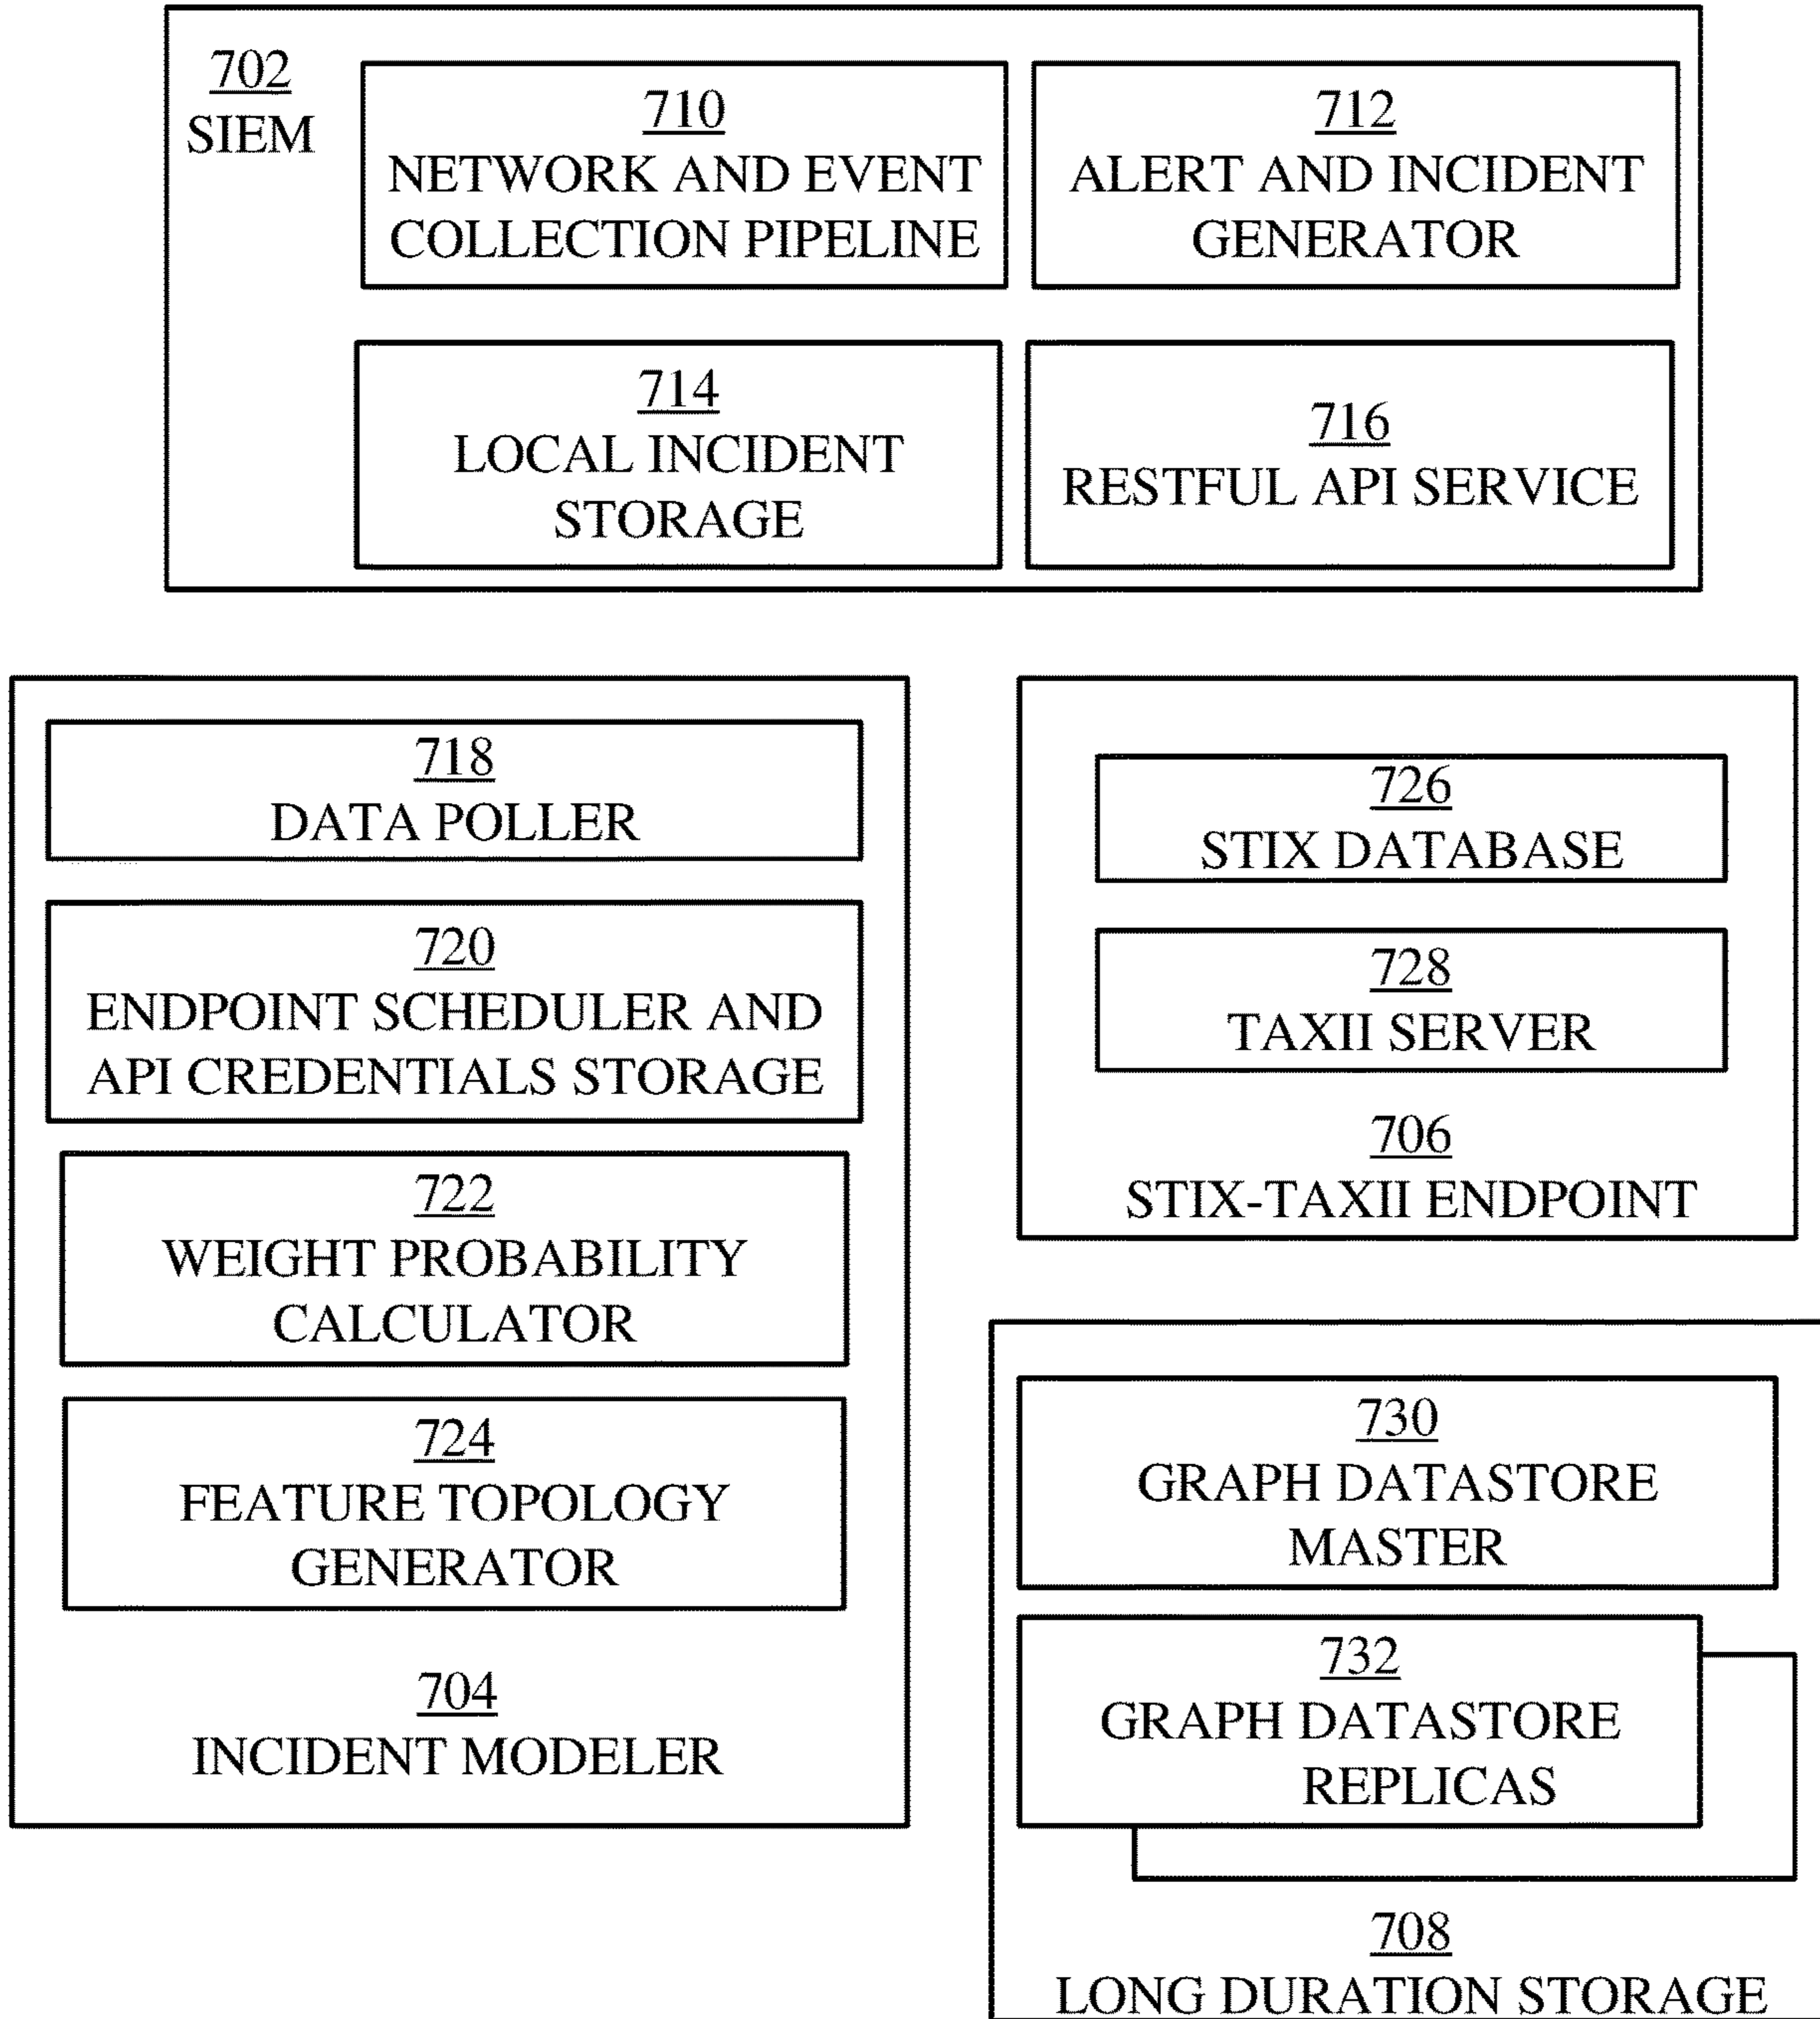 702
SIEM
710
NETWORK AND EVENT
COLLECTION PIPELINE
712
ALERT AND INCIDENT
GENERATOR
714
LOCAL INCIDENT
STORAGE
716
RESTFUL API SERVICE
718
DATA POLLER
720
ENDPOINT SCHEDULER AND
API CREDENTIALS STORAGE
722
WEIGHT PROBABILITY
CALCULATOR
724
FEATURE TOPOLOGY
GENERATOR
704
INCIDENT MODELER
726
STIX DATABASE
728
TAXII SERVER
706
STIX-TAXII ENDPOINT
730
GRAPH DATASTORE
MASTER
732
GRAPH DATASTORE
REPLICAS
708
LONG DURATION STORAGE